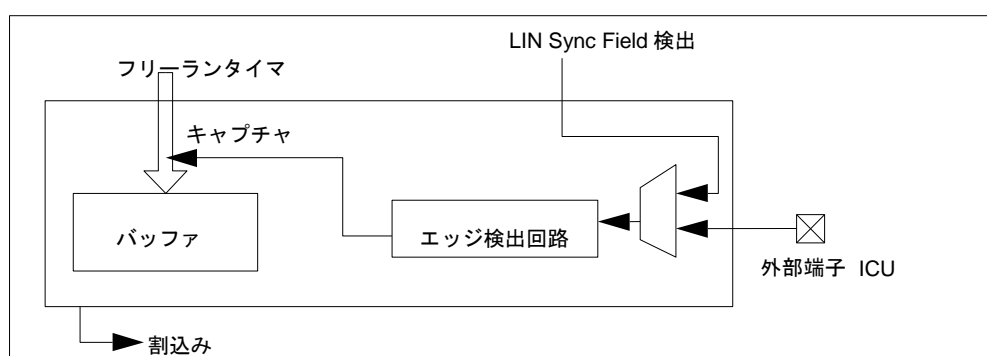 LIN Sync Field 検出
フリーランタイマ
キャプチャ
バッファ
エッジ検出回路
外部端子 ICU
割込み